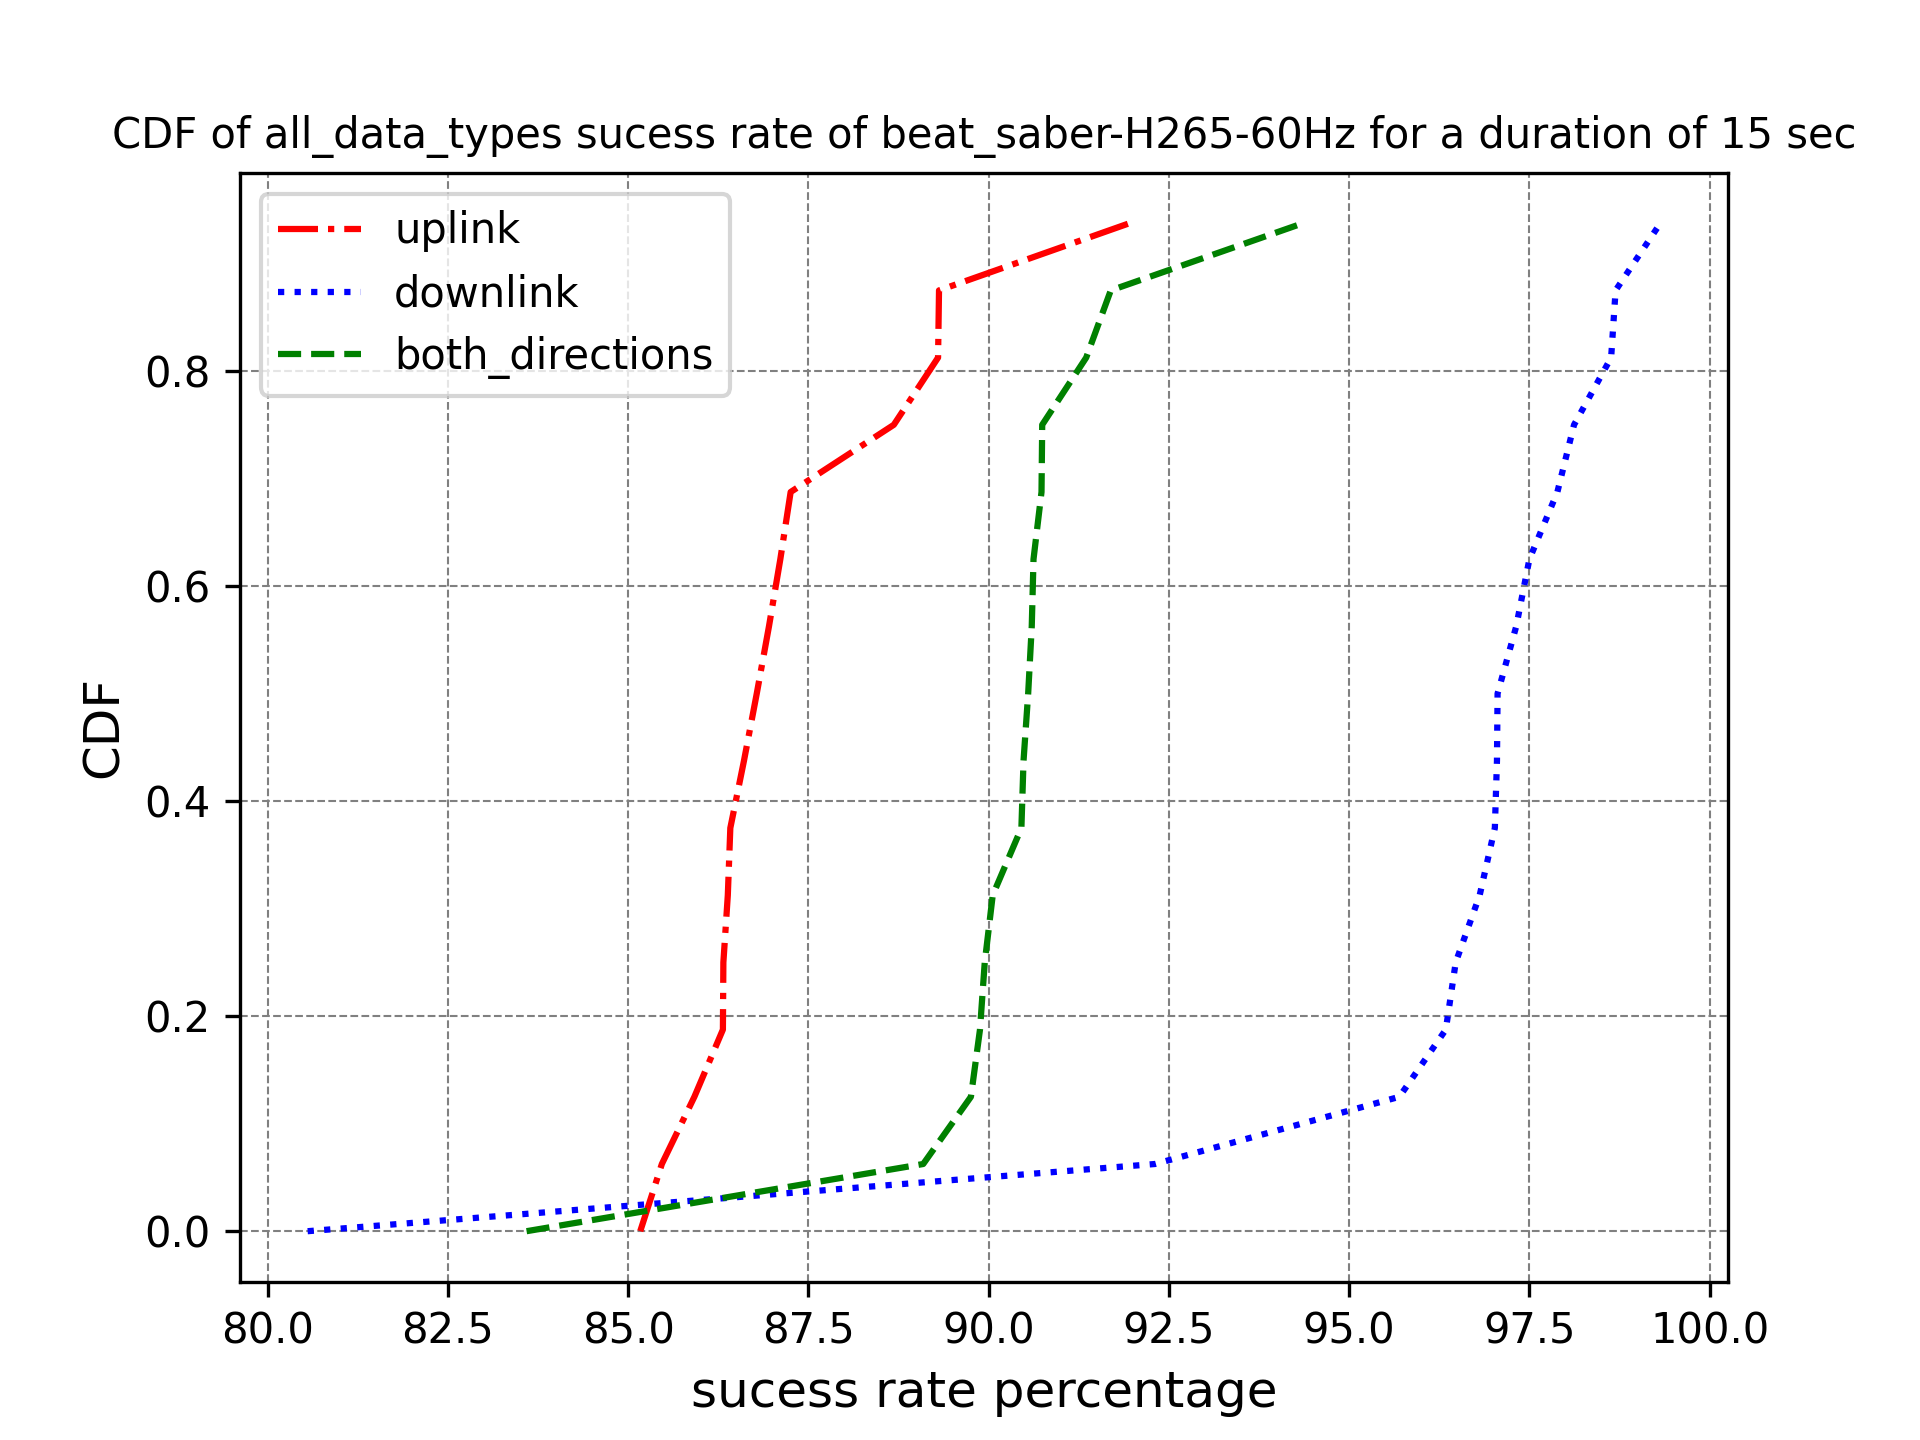 CDF of all_data_types sucess rate of beat_saber-H265-60Hz for a duration of 15 sec
uplink
downlink
both_directions
CDF
0.8
0.6
0.4
0.2
0.0
80.0 82.5 85.0 87.5 90.0 92.5 95.0 97.5 100.0
sucess rate percentage